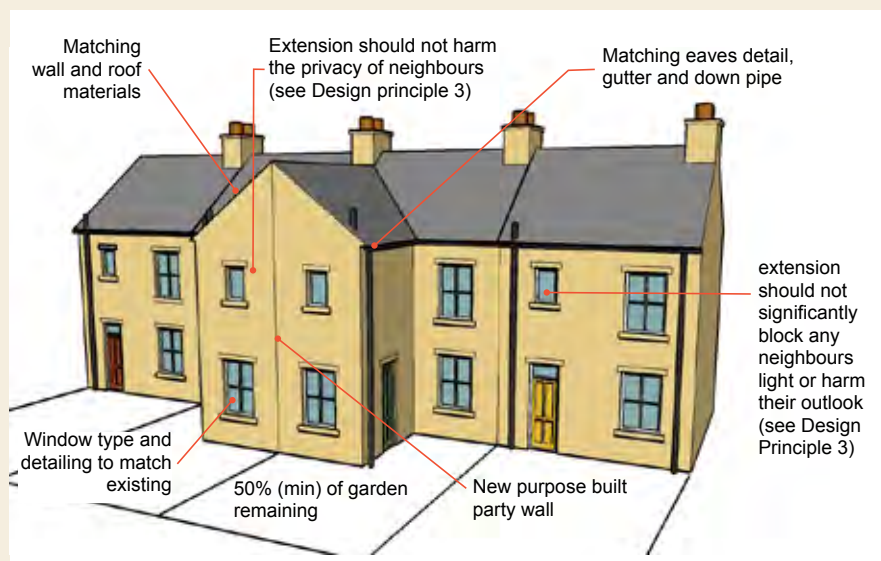 Matching
wall and roof
materials
Extension should not harm
the privacy of neighbours
(see Design principle 3)
Matching eaves detail,
gutter and down pipe
extension
should not
significantly
block any
neighbours
light or harm
their outlook
(see Design
Principle 3)
Window type and
detailing to match
existing
50% (min) of garden
remaining
New purpose built
party wall